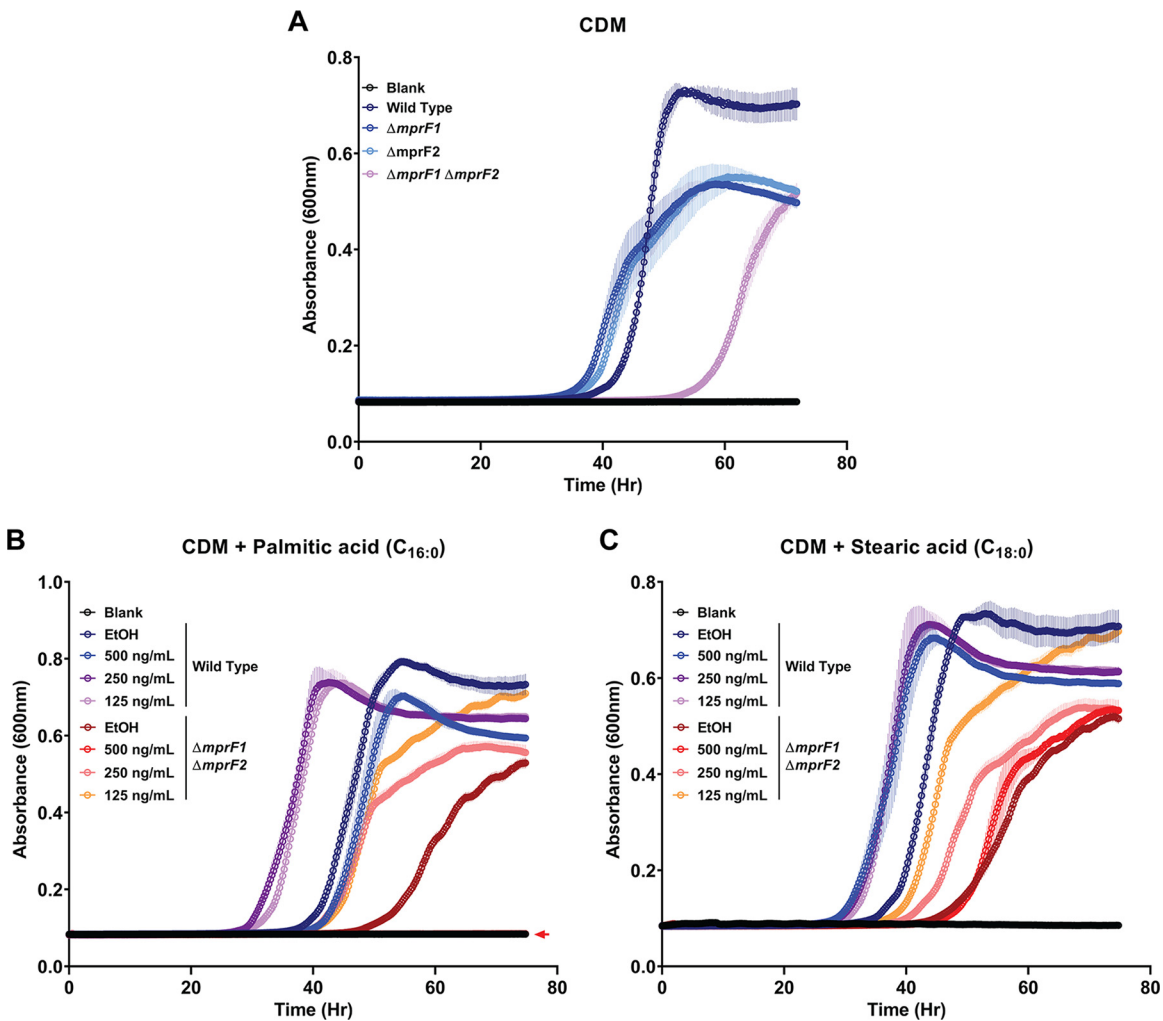 A
CDM
Absorbance (600nm)
0.8
0.6
0.4
0.2
0.0
Blank
Wild Type
ΔmprF1
ΔmprF2
ΔmprF1 ΔmprF2
0 20 40 60 80
Time (Hr)
B
CDM + Palmitic acid (C16:0)
Absorbance (600nm)
1.0
0.8
0.6
0.4
0.2
0.0
Blank
EtOH
500 ng/mL
250 ng/mL
125 ng/mL
Wild Type
EtOH
500 ng/mL
250 ng/mL
125 ng/mL
ΔmprF1
ΔmprF2
0 20 40 60 80
Time (Hr)
C
CDM + Stearic acid (C18:0)
Absorbance (600nm)
0.8
0.6
0.4
0.2
0.0
Blank
EtOH
500 ng/mL
250 ng/mL
125 ng/mL
Wild Type
EtOH
500 ng/mL
250 ng/mL
125 ng/mL
ΔmprF1
ΔmprF2
0 20 40 60 80
Time (Hr)